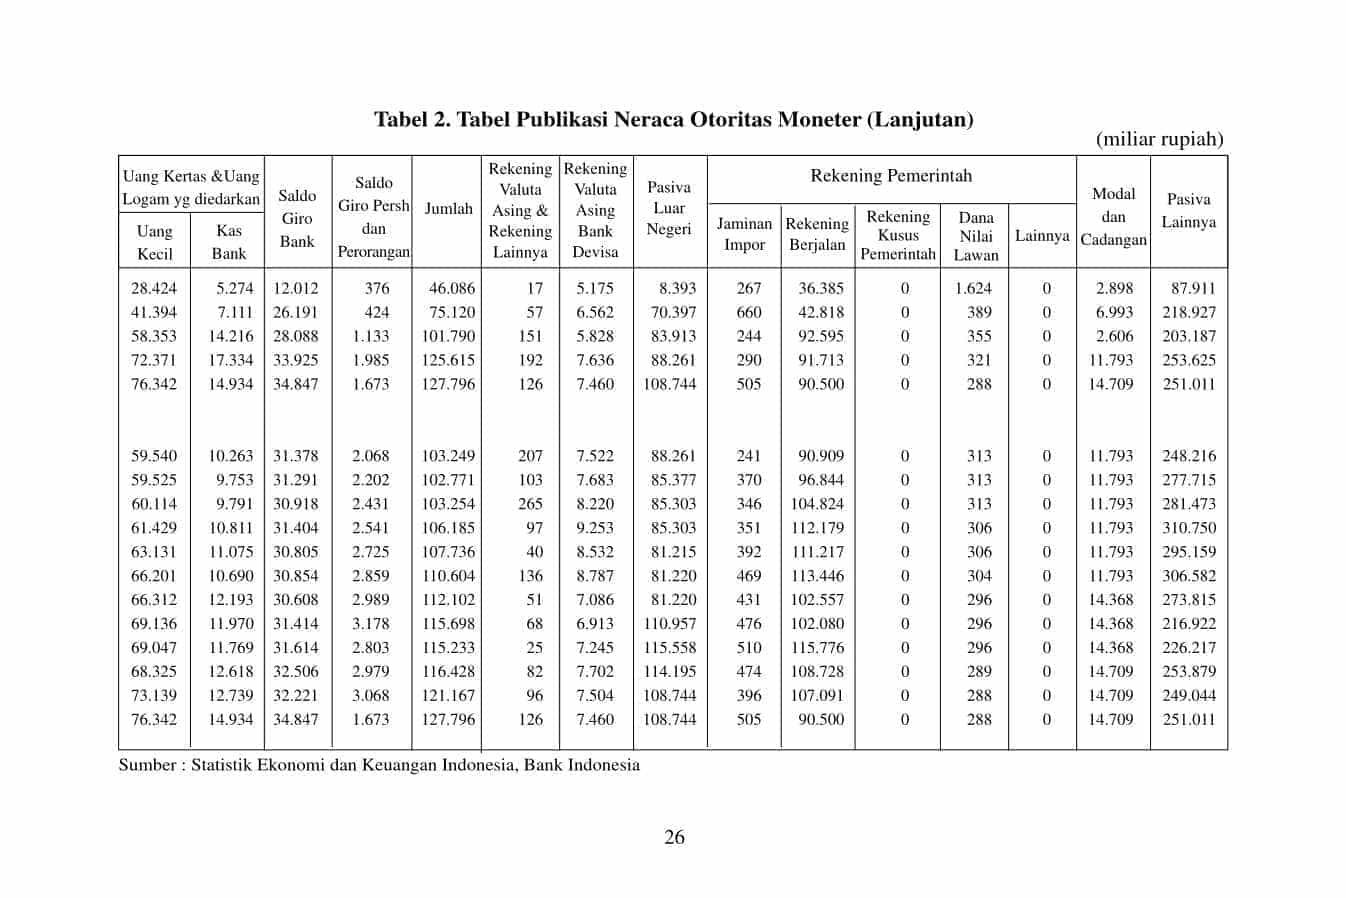 Tabel 2. Tabel Publikasi Neraca Otoritas Moneter (Lanjutan)
(miliar rupiah)
Uang Kertas &Uang Logam yg diedarkan Saldo Giro Bank Saldo Giro Persh dan Perorangan Jumlah Rekening Valuta Asing & Rekening Lainnya Rekening Valuta Asing Bank Devisa Pasiva Luar Negeri Rekening Pemerintah Modal dan Cadangan Pasiva Lainnya
Uang Kecil Kas Bank Jaminan Impor Rekening Berjalan Rekening Kusus Pemerintah Dana Nilai Lawan Lainnya
28.424 5.274 12.012 376 46.086 17 5.175 8.393 267 36.385 0 1.624 0 2.898 87.911
41.394 7.111 26.191 424 75.120 57 6.562 70.397 660 42.818 0 389 0 6.993 218.927
58.353 14.216 28.088 1.133 101.790 151 5.828 83.913 244 92.595 0 355 0 2.606 203.187
72.371 17.334 33.925 1.985 125.615 192 7.636 88.261 290 91.713 0 321 0 11.793 253.625
76.342 14.934 34.847 1.673 127.796 126 7.460 108.744 505 90.500 0 288 0 14.709 251.011
59.540 10.263 31.378 2.068 103.249 207 7.522 88.261 241 90.909 0 313 0 11.793 248.216
59.525 9.753 31.291 2.202 102.771 103 7.683 85.377 370 96.844 0 313 0 11.793 277.715
60.114 9.791 30.918 2.431 103.254 265 8.220 85.303 346 104.824 0 313 0 11.793 281.473
61.429 10.811 31.404 2.541 106.185 97 9.253 85.303 351 112.179 0 306 0 11.793 310.750
63.131 11.075 30.805 2.725 107.736 40 8.532 81.215 392 111.217 0 306 0 11.793 295.159
66.201 10.690 30.854 2.859 110.604 136 8.787 81.220 469 113.446 0 304 0 11.793 306.582
66.312 12.193 30.608 2.989 112.102 51 7.086 81.220 431 102.557 0 296 0 14.368 273.815
69.136 11.970 31.414 3.178 115.698 68 6.913 110.957 476 102.080 0 296 0 14.368 216.922
69.047 11.769 31.614 2.803 115.233 25 7.245 115.558 510 115.776 0 296 0 14.368 226.217
68.325 12.618 32.506 2.979 116.428 82 7.702 114.195 474 108.728 0 289 0 14.709 253.879
73.139 12.739 32.221 3.068 121.167 96 7.504 108.744 396 107.091 0 288 0 14.709 249.044
76.342 14.934 34.847 1.673 127.796 126 7.460 108.744 505 90.500 0 288 0 14.709 251.011
Sumber : Statistik Ekonomi dan Keuangan Indonesia, Bank Indonesia
26